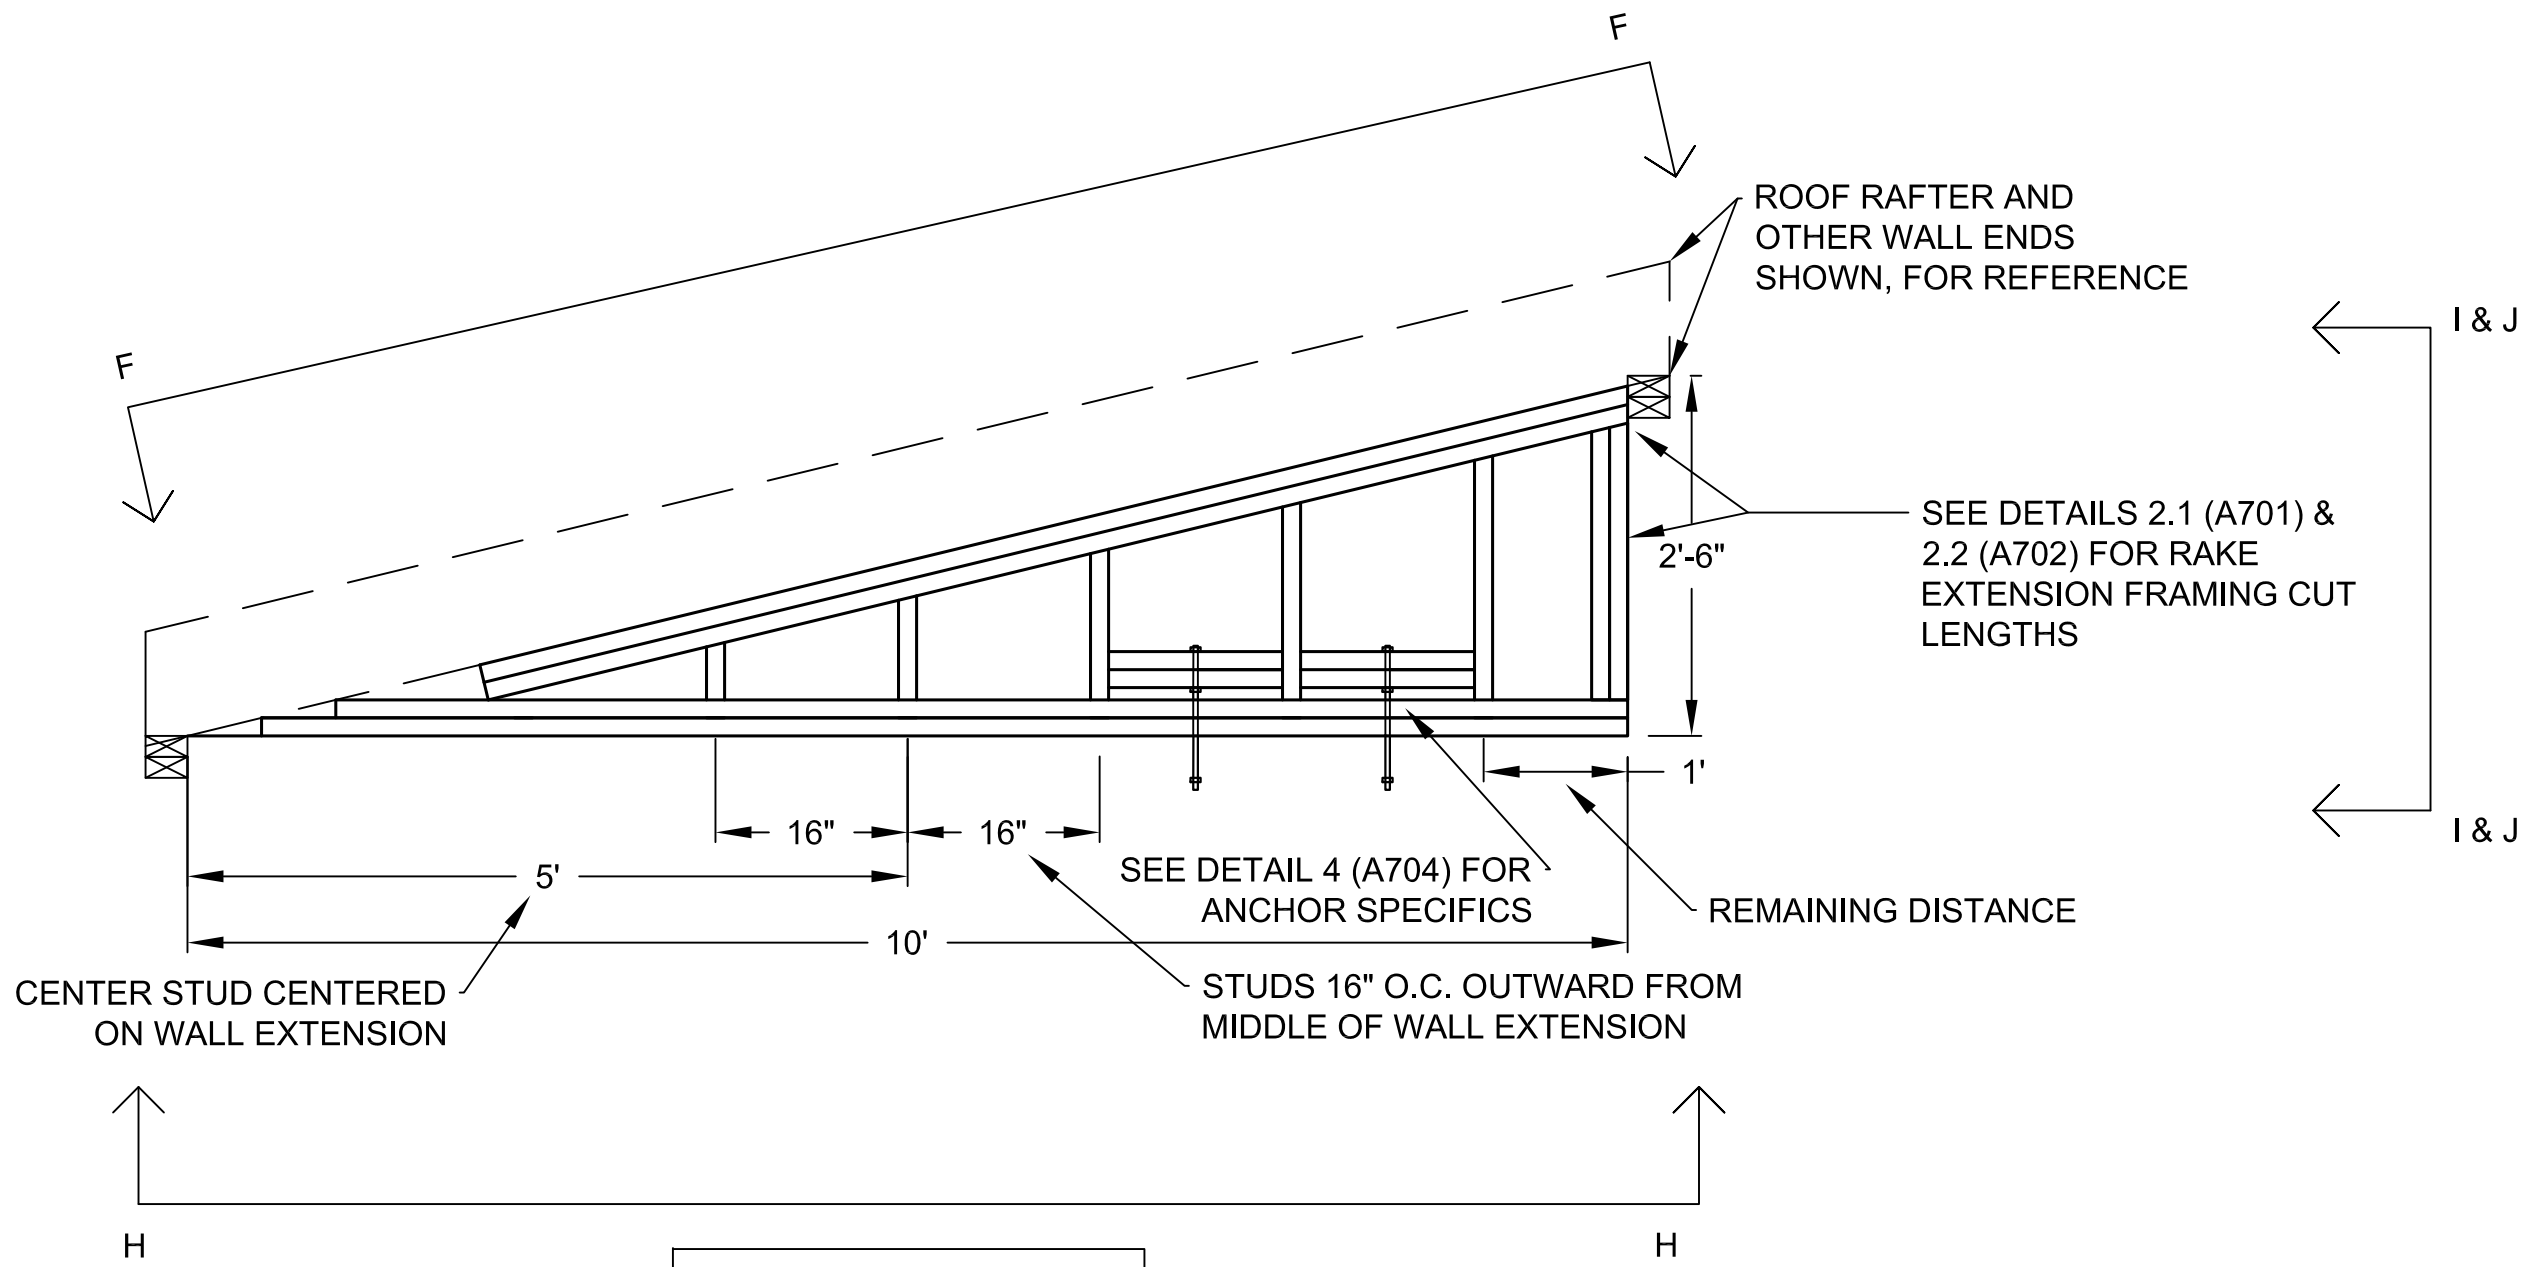 F
F
ROOF RAFTER AND
OTHER WALL ENDS
SHOWN, FOR REFERENCE
I & J
SEE DETAILS 2.1 (A701) &
2.2 (A702) FOR RAKE
EXTENSION FRAMING CUT
LENGTHS
2'-6"
1'
16"
16"
I & J
5'
SEE DETAIL 4 (A704) FOR
ANCHOR SPECIFICS
REMAINING DISTANCE
10'
CENTER STUD CENTERED
ON WALL EXTENSION
STUDS 16" O.C. OUTWARD FROM
MIDDLE OF WALL EXTENSION
H
H